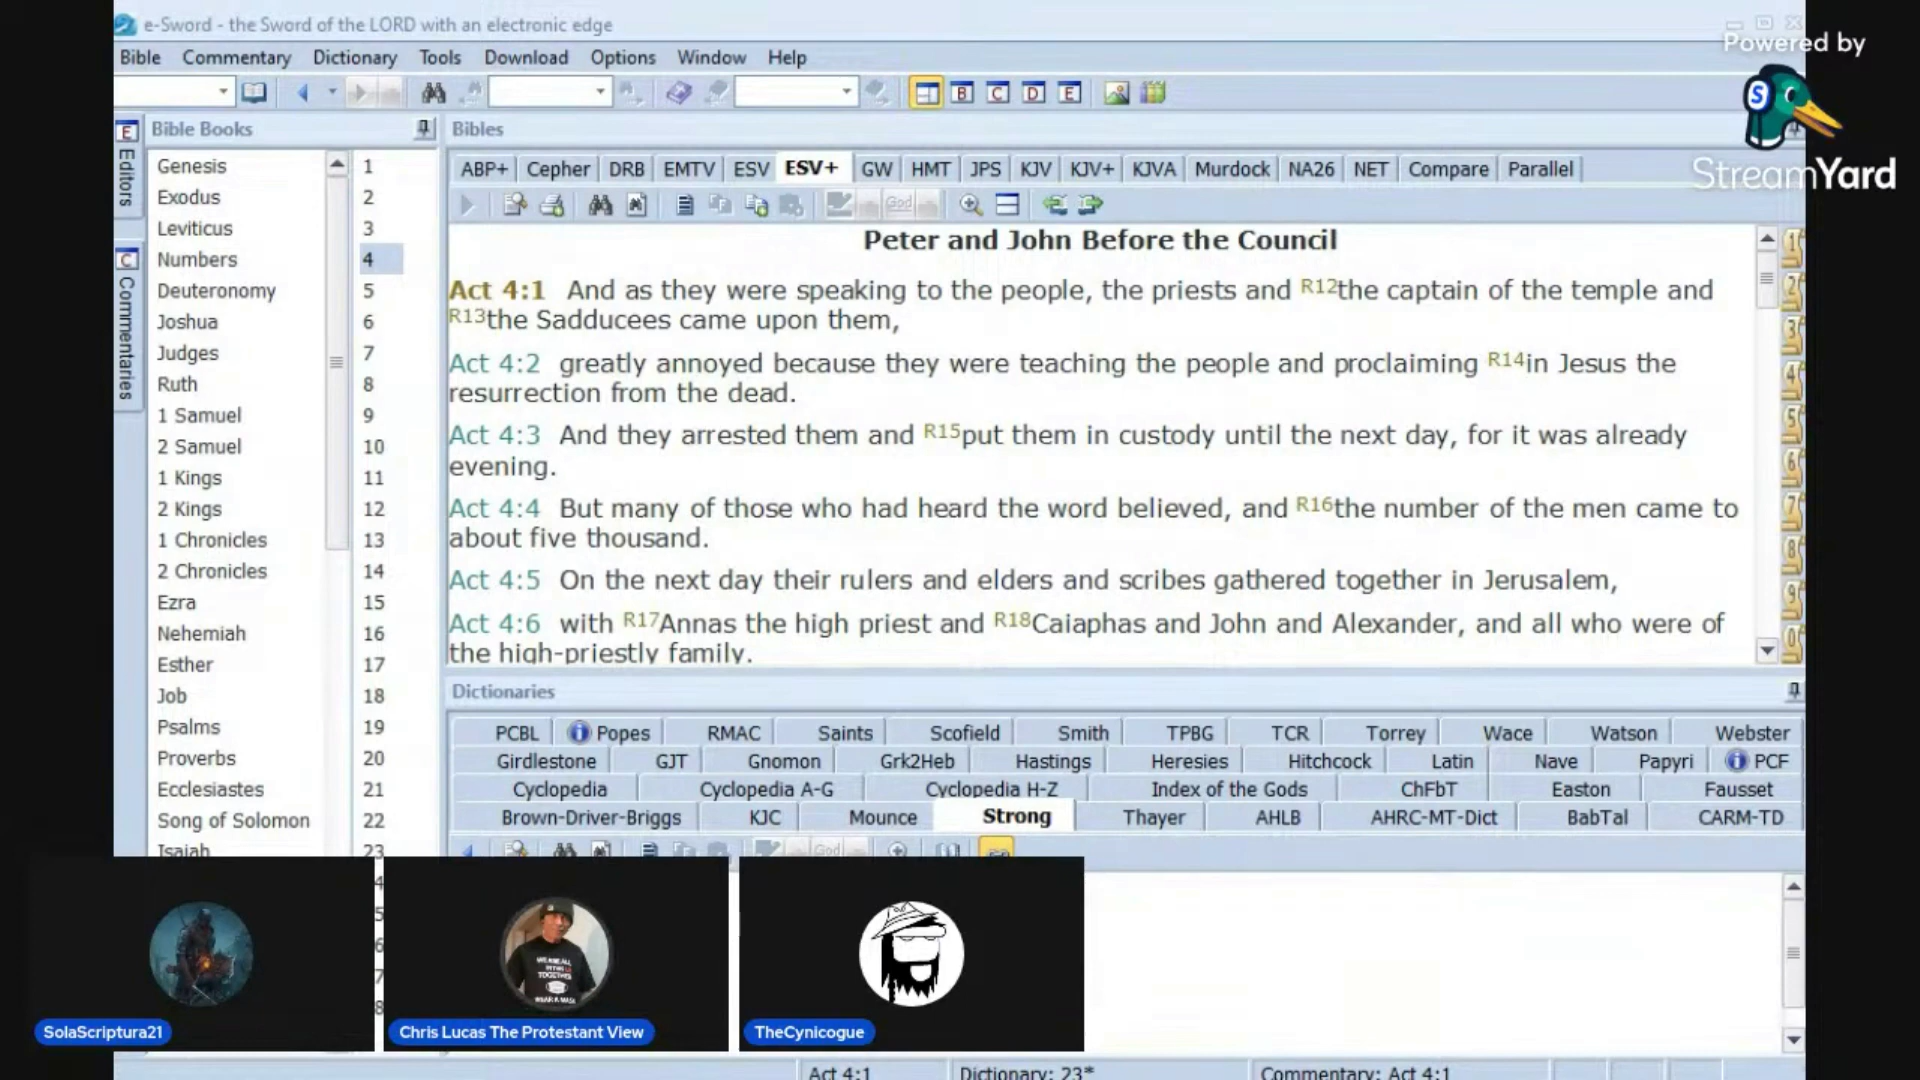 e-Sword - the Sword of the LORD with an electronic edge
Powered by
StreamYard
Bible Commentary Dictionary Tools Download Options Window Help
B C D E
Editors
Commentaries
Bible Books
Genesis 1
Exodus 2
Leviticus 3
Numbers 4
Deuteronomy 5
Joshua 6
Judges 7
Ruth 8
1 Samuel 9
2 Samuel 10
1 Kings 11
2 Kings 12
1 Chronicles 13
2 Chronicles 14
Ezra 15
Nehemiah 16
Esther 17
Job 18
Psalms 19
Proverbs 20
Ecclesiastes 21
Song of Solomon 22
Isaiah 23
Bibles
ABP+ Cepher DRB EMTV ESV ESV+ GW HMT JPS KJV KJV+ KJVA Murdock NA26 NET Compare Parallel
God
Peter and John Before the Council
Act 4:1 And as they were speaking to the people, the priests and R12the captain of the temple and
R13the Sadducees came upon them,
Act 4:2 greatly annoyed because they were teaching the people and proclaiming R14in Jesus the
resurrection from the dead.
Act 4:3 And they arrested them and R15put them in custody until the next day, for it was already
evening.
Act 4:4 But many of those who had heard the word believed, and R16the number of the men came to
about five thousand.
Act 4:5 On the next day their rulers and elders and scribes gathered together in Jerusalem,
Act 4:6 with R17Annas the high priest and R18Caiaphas and John and Alexander, and all who were of
the high-priestly family.
Dictionaries
PCBL Popes RMAC Saints Scofield Smith TPBG TCR Torrey Wace Watson Webster
Girdlestone GJT Gnomon Grk2Heb Hastings Heresies Hitchcock Latin Nave Papyri PCF
Cyclopedia Cyclopedia A-G Cyclopedia H-Z Index of the Gods ChFbT Easton Fausset
Brown-Driver-Briggs KJC Mounce Strong Thayer AHLB AHRC-MT-Dict BabTal CARM-TD
God
WE ARE ALL
IN THIS
TOGETHER
WEAR A MASK
SolaScriptura21
Chris Lucas The Protestant View
TheCynicogue
Act 4:1 Dictionary: 23* Commentary: Act 4:1